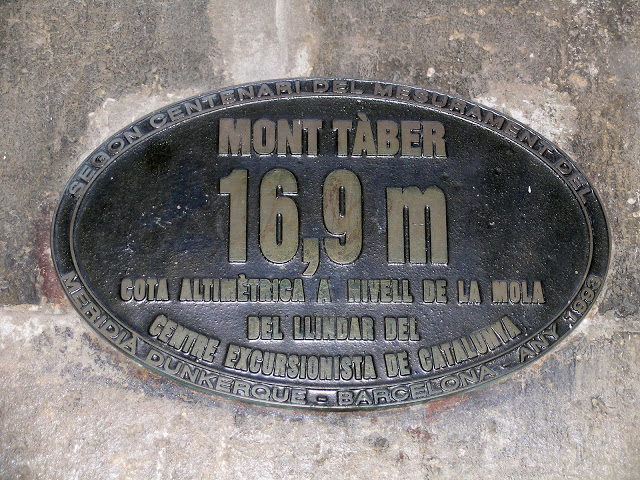 SEGÓN CENTENARI DEL MESURAMENT DEL
MONT TÀBER
16,9 m
COTA ALTIMÈTRICA A NIVELL DE LA MOLA
DEL LLINDAR DEL
CENTRE EXCURSIONISTA DE CATALUNYA
MERIDIÀ DUNKERQUE - BARCELONA - ANY 1993